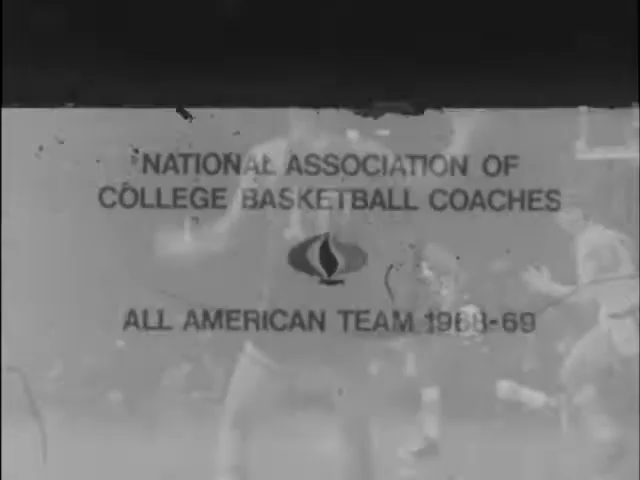 NATIONAL ASSOCIATION OF
COLLEGE BASKETBALL COACHES
ALL AMERICAN TEAM 1968-69